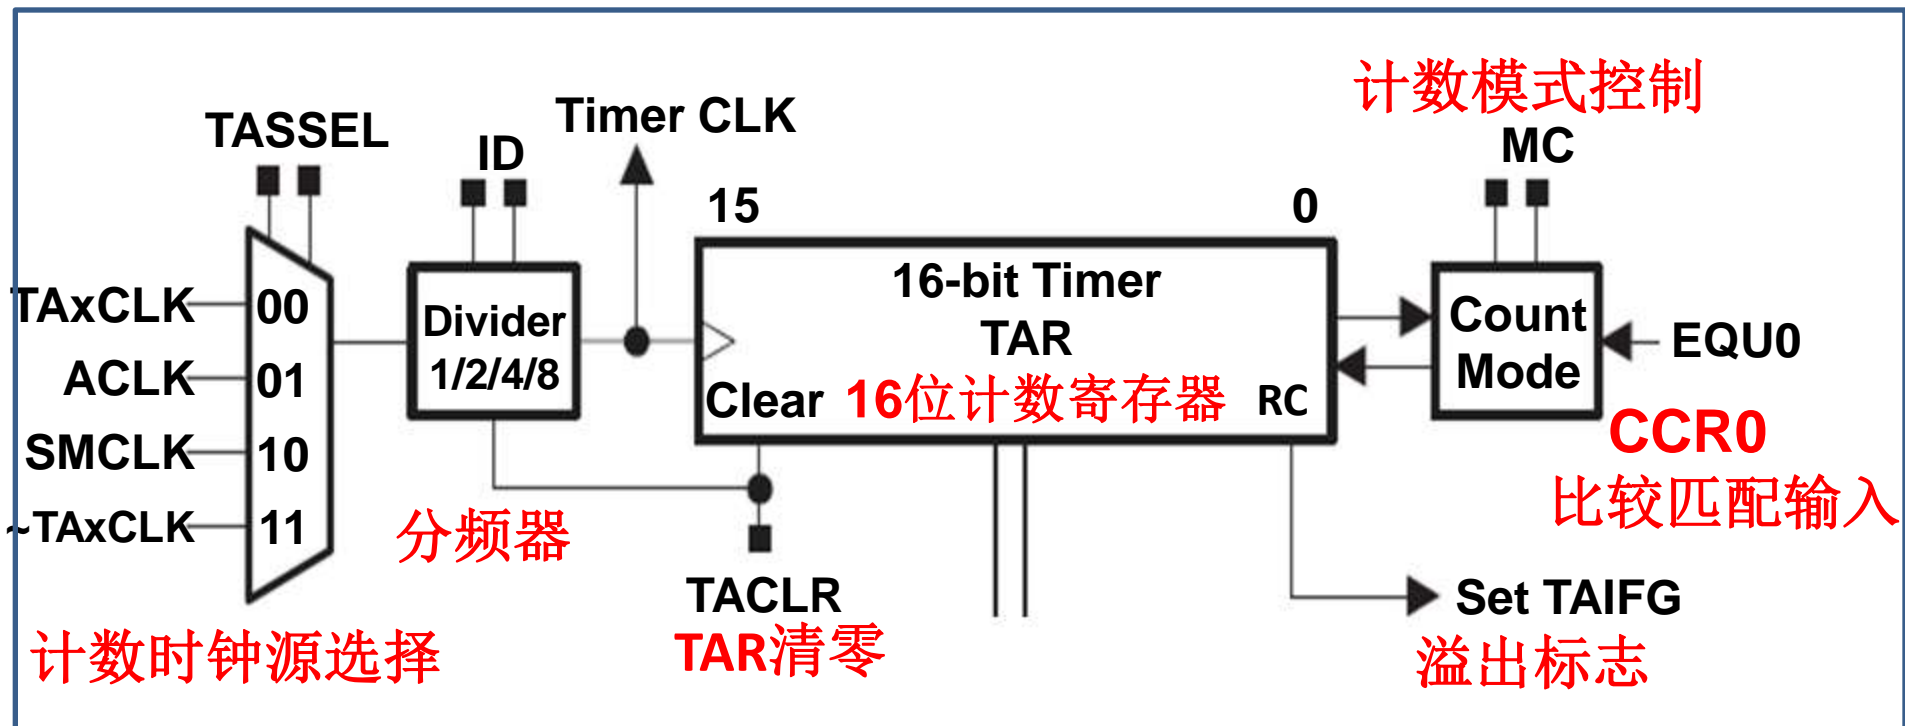 计数模式控制
TASSEL
ID
Timer CLK
MC
15
0
TAxCLK
00
ACLK
01
SMCLK
10
~TAxCLK
11
Divider
1/2/4/8
16-bit Timer
TAR
Clear
16位计数寄存器
RC
Count
Mode
EQU0
CCR0
比较匹配输入
分频器
TACLR
TAR清零
Set TAIFG
溢出标志
计数时钟源选择